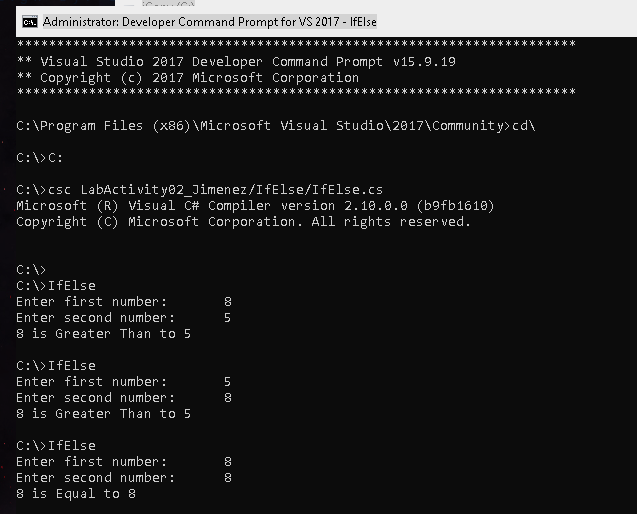 Administrator: Developer Command Prompt for VS 2017 - IfElse
**********************************************************************
** Visual Studio 2017 Developer Command Prompt v15.9.19
** Copyright (c) 2017 Microsoft Corporation
**********************************************************************
C:\Program Files (x86)\Microsoft Visual Studio\2017\Community>cd\
C:\>C:
C:\>csc LabActivity02_Jimenez/IfElse/IfElse.cs
Microsoft (R) Visual C# Compiler version 2.10.0.0 (b9fb1610)
Copyright (C) Microsoft Corporation. All rights reserved.
C:\>
C:\>IfElse
Enter first number: 8
Enter second number: 5
8 is Greater Than to 5
C:\>IfElse
Enter first number: 5
Enter second number: 8
8 is Greater Than to 5
C:\>IfElse
Enter first number: 8
Enter second number: 8
8 is Equal to 8